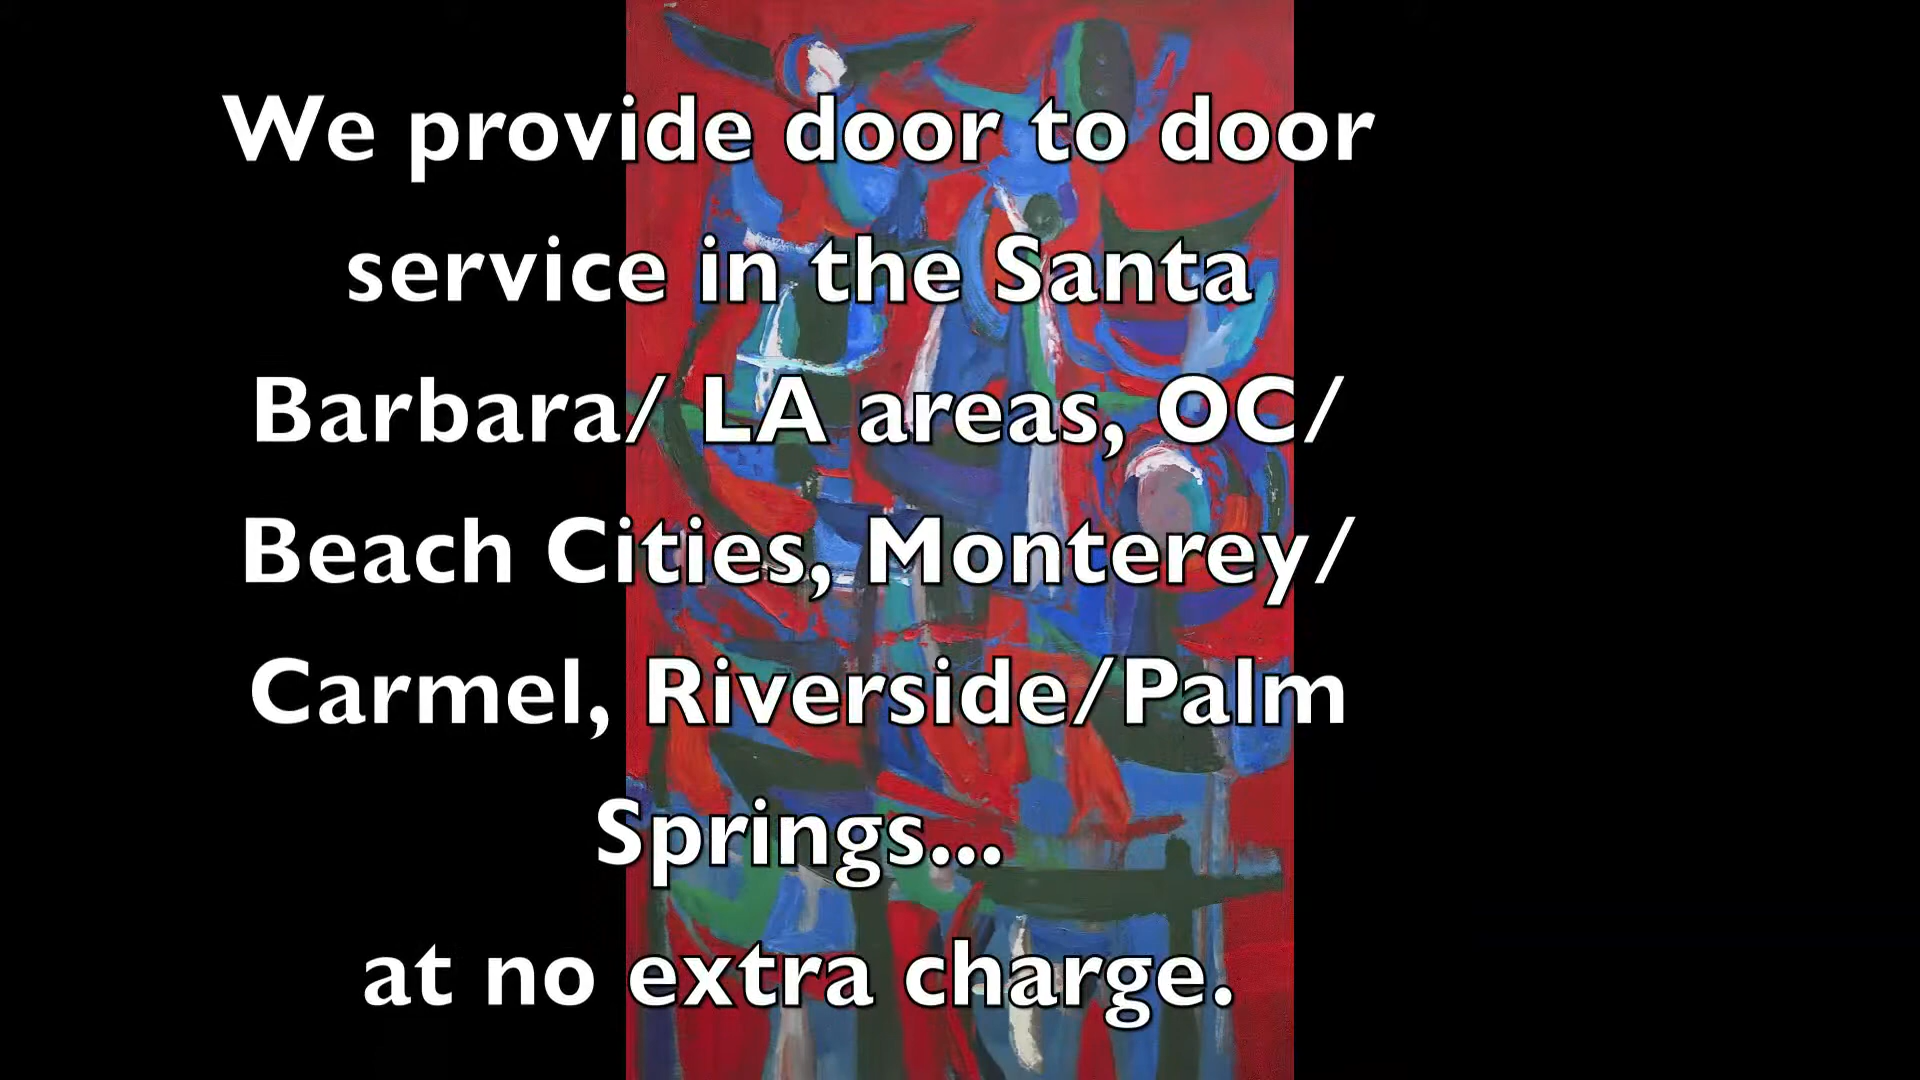 We provide door to door
service in the Santa
Barbara/ LA areas, OC/
Beach Cities, Monterey/
Carmel, Riverside/Palm
Springs...
at no extra charge.